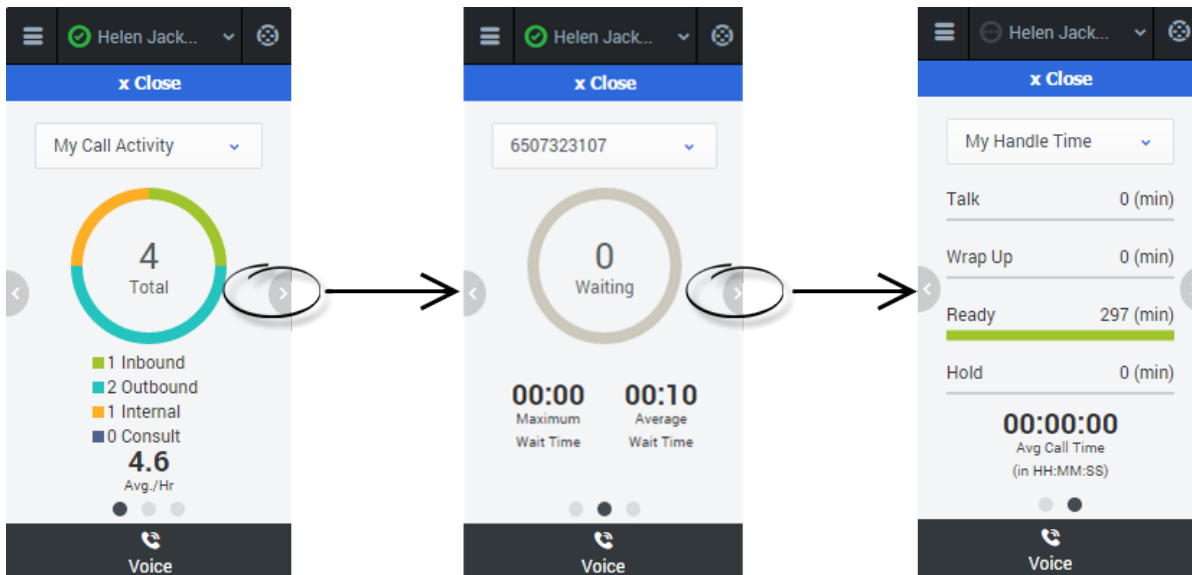 Helen Jack...
x Close
My Call Activity
4
Total
1 Inbound
2 Outbound
1 Internal
0 Consult
4.6
Avg./Hr
Voice
Helen Jack...
x Close
6507323107
0
Waiting
00:00
Maximum
Wait Time
00:10
Average
Wait Time
Voice
Helen Jack...
x Close
My Handle Time
Talk 0 (min)
Wrap Up 0 (min)
Ready 297 (min)
Hold 0 (min)
00:00:00
Avg Call Time
(in HH:MM:SS)
Voice